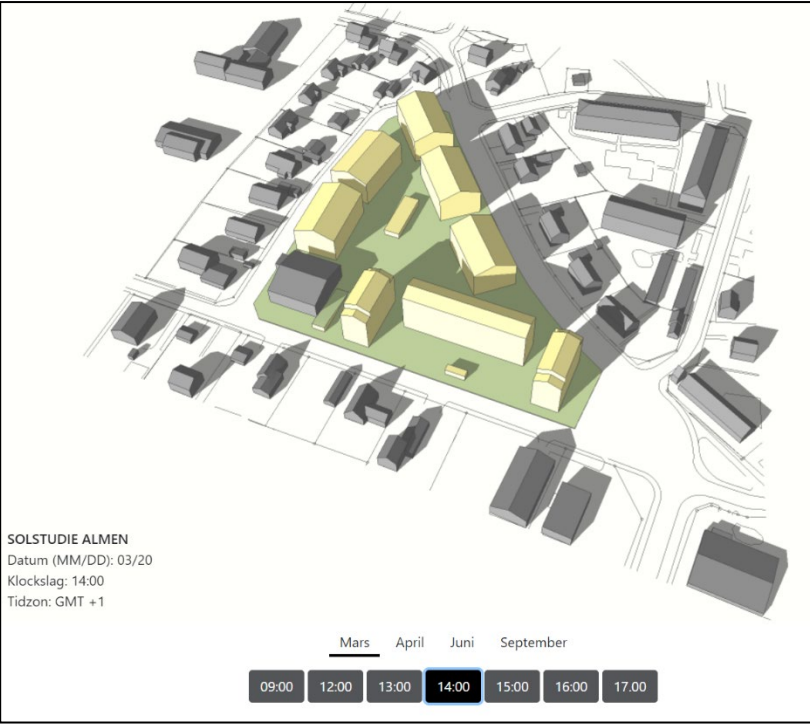 SOLSTUDIE ALMEN
Datum (MM/DD): 03/20
Klockslag: 14:00
Tidzon: GMT +1
Mars April Juni September
09:00 12:00 13:00 14:00 15:00 16:00 17.00